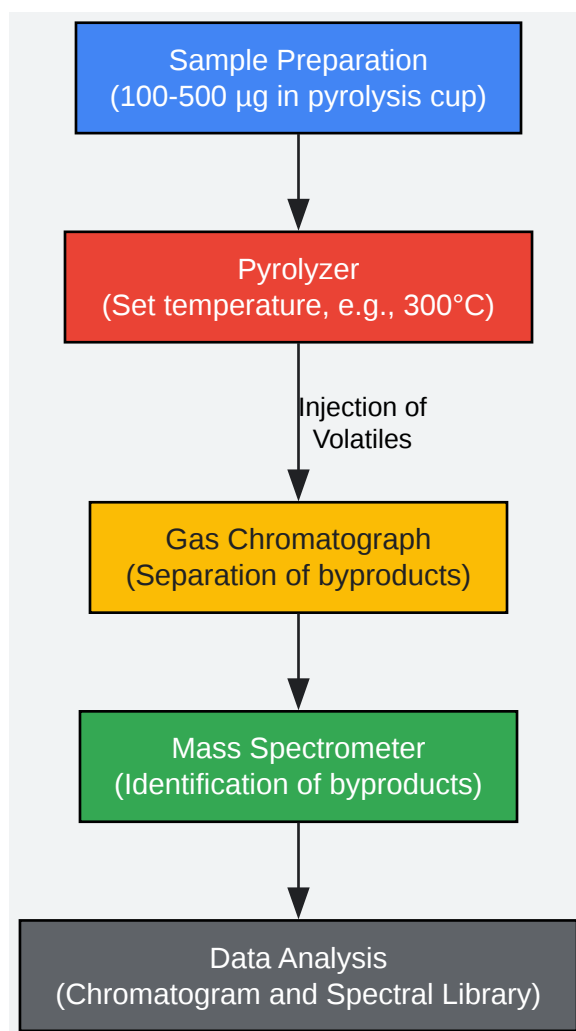 Sample Preparation
(100-500 µg in pyrolysis cup)
Pyrolyzer
(Set temperature, e.g., 300°C)
Injection of
Volatiles
Gas Chromatograph
(Separation of byproducts)
Mass Spectrometer
(Identification of byproducts)
Data Analysis
(Chromatogram and Spectral Library)